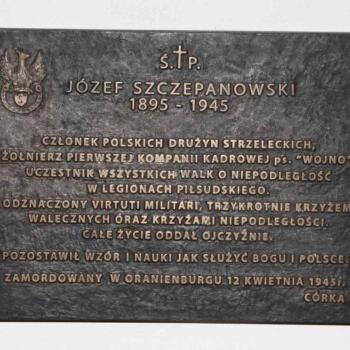 Ś.†P.
JÓZEF SZCZEPANOWSKI
1895 - 1945
CZŁONEK POLSKICH DRUŻYN STRZELECKICH,
ŻOŁNIERZ PIERWSZEJ KOMPANII KADROWEJ ps. "WOJNO"
UCZESTNIK WSZYSTKICH WALK O NIEPODLEGŁOŚĆ
W LEGIONACH PIŁSUDSKIEGO.
ODZNACZONY VIRTUTI MILITARI, TRZYKROTNIE KRZYŻEM
WALECZNYCH ORAZ KRZYŻAMI NIEPODLEGŁOŚCI.
CAŁE ŻYCIE ODDAŁ OJCZYŹNIE.
POZOSTAWIŁ WZÓR I NAUKI JAK SŁUŻYĆ BOGU I POLSCE.
ZAMORDOWANY W ORANIENBURGU 12 KWIETNIA 1945r.
CÓRKA